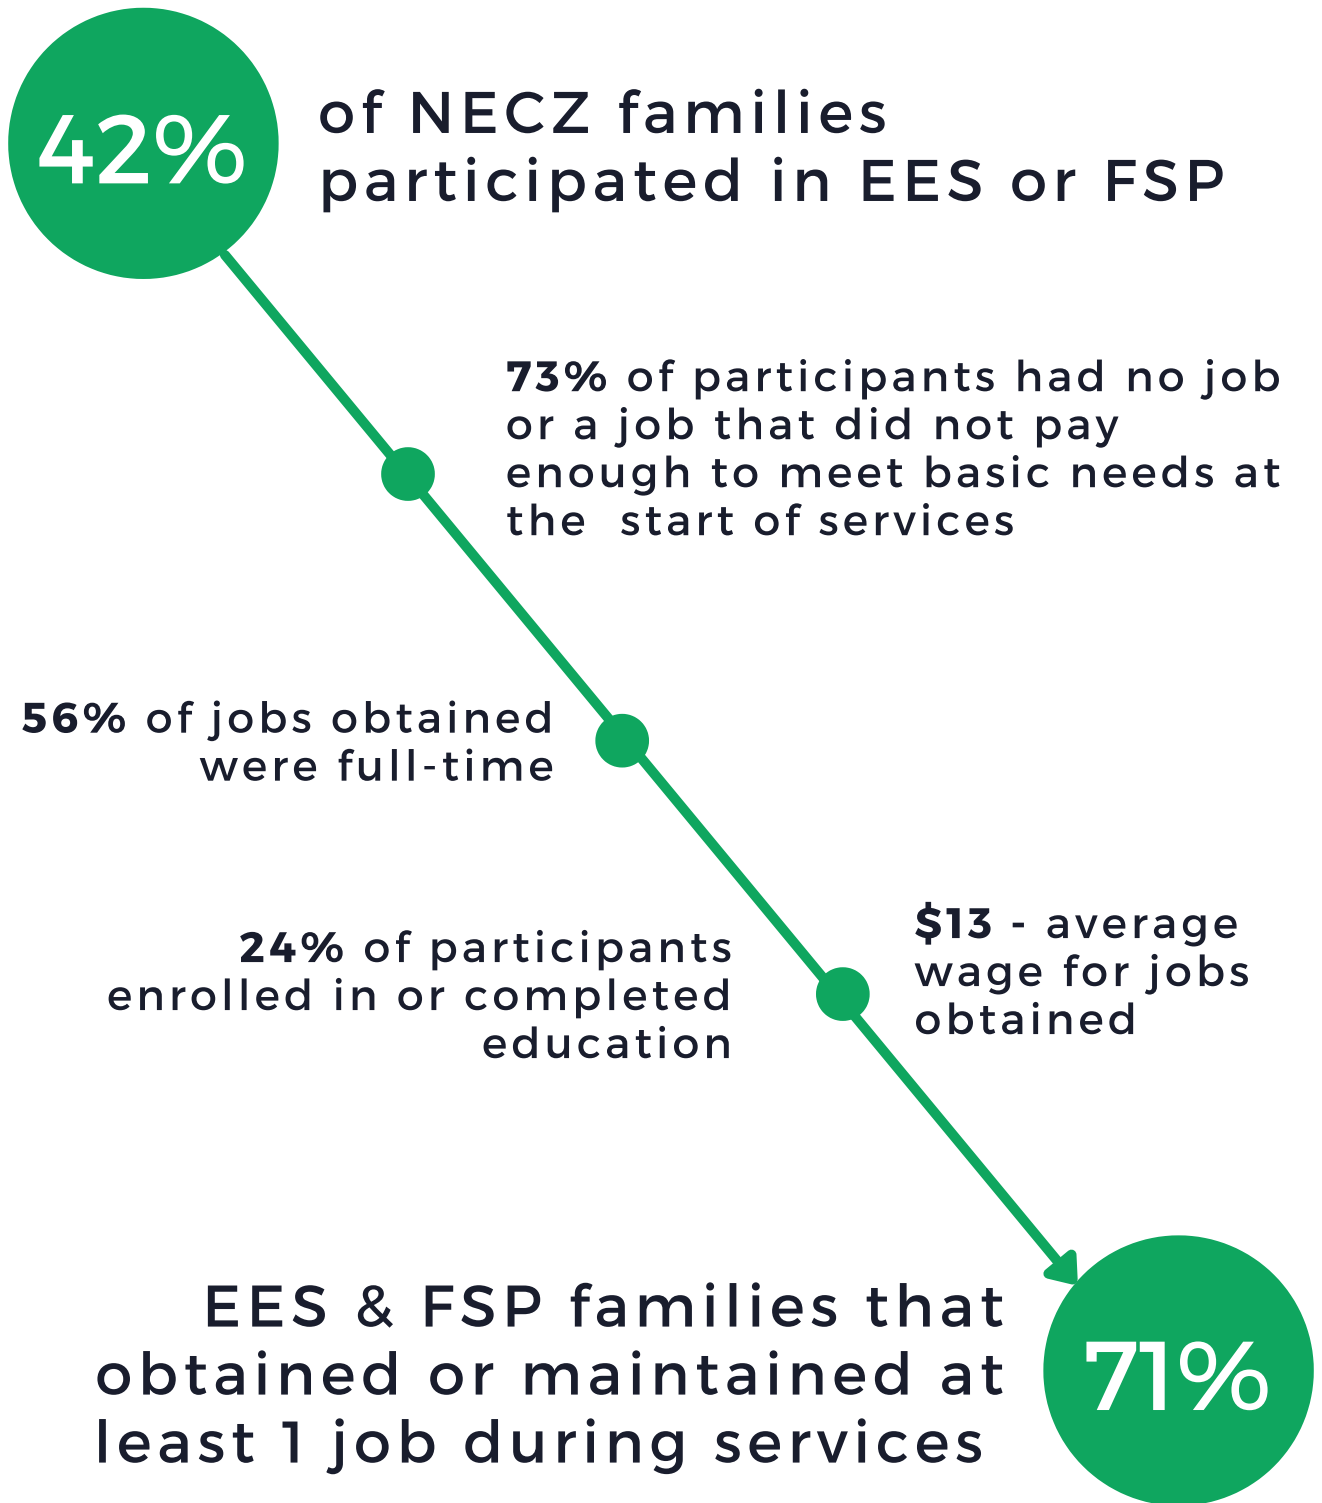 42%
of NECZ families
participated in EES or FSP
73% of participants had no job
or a job that did not pay
enough to meet basic needs at
the start of services
56% of jobs obtained
were full-time
24% of participants
enrolled in or completed
education
$13 - average
wage for jobs
obtained
EES & FSP families that
obtained or maintained at
least 1 job during services
71%